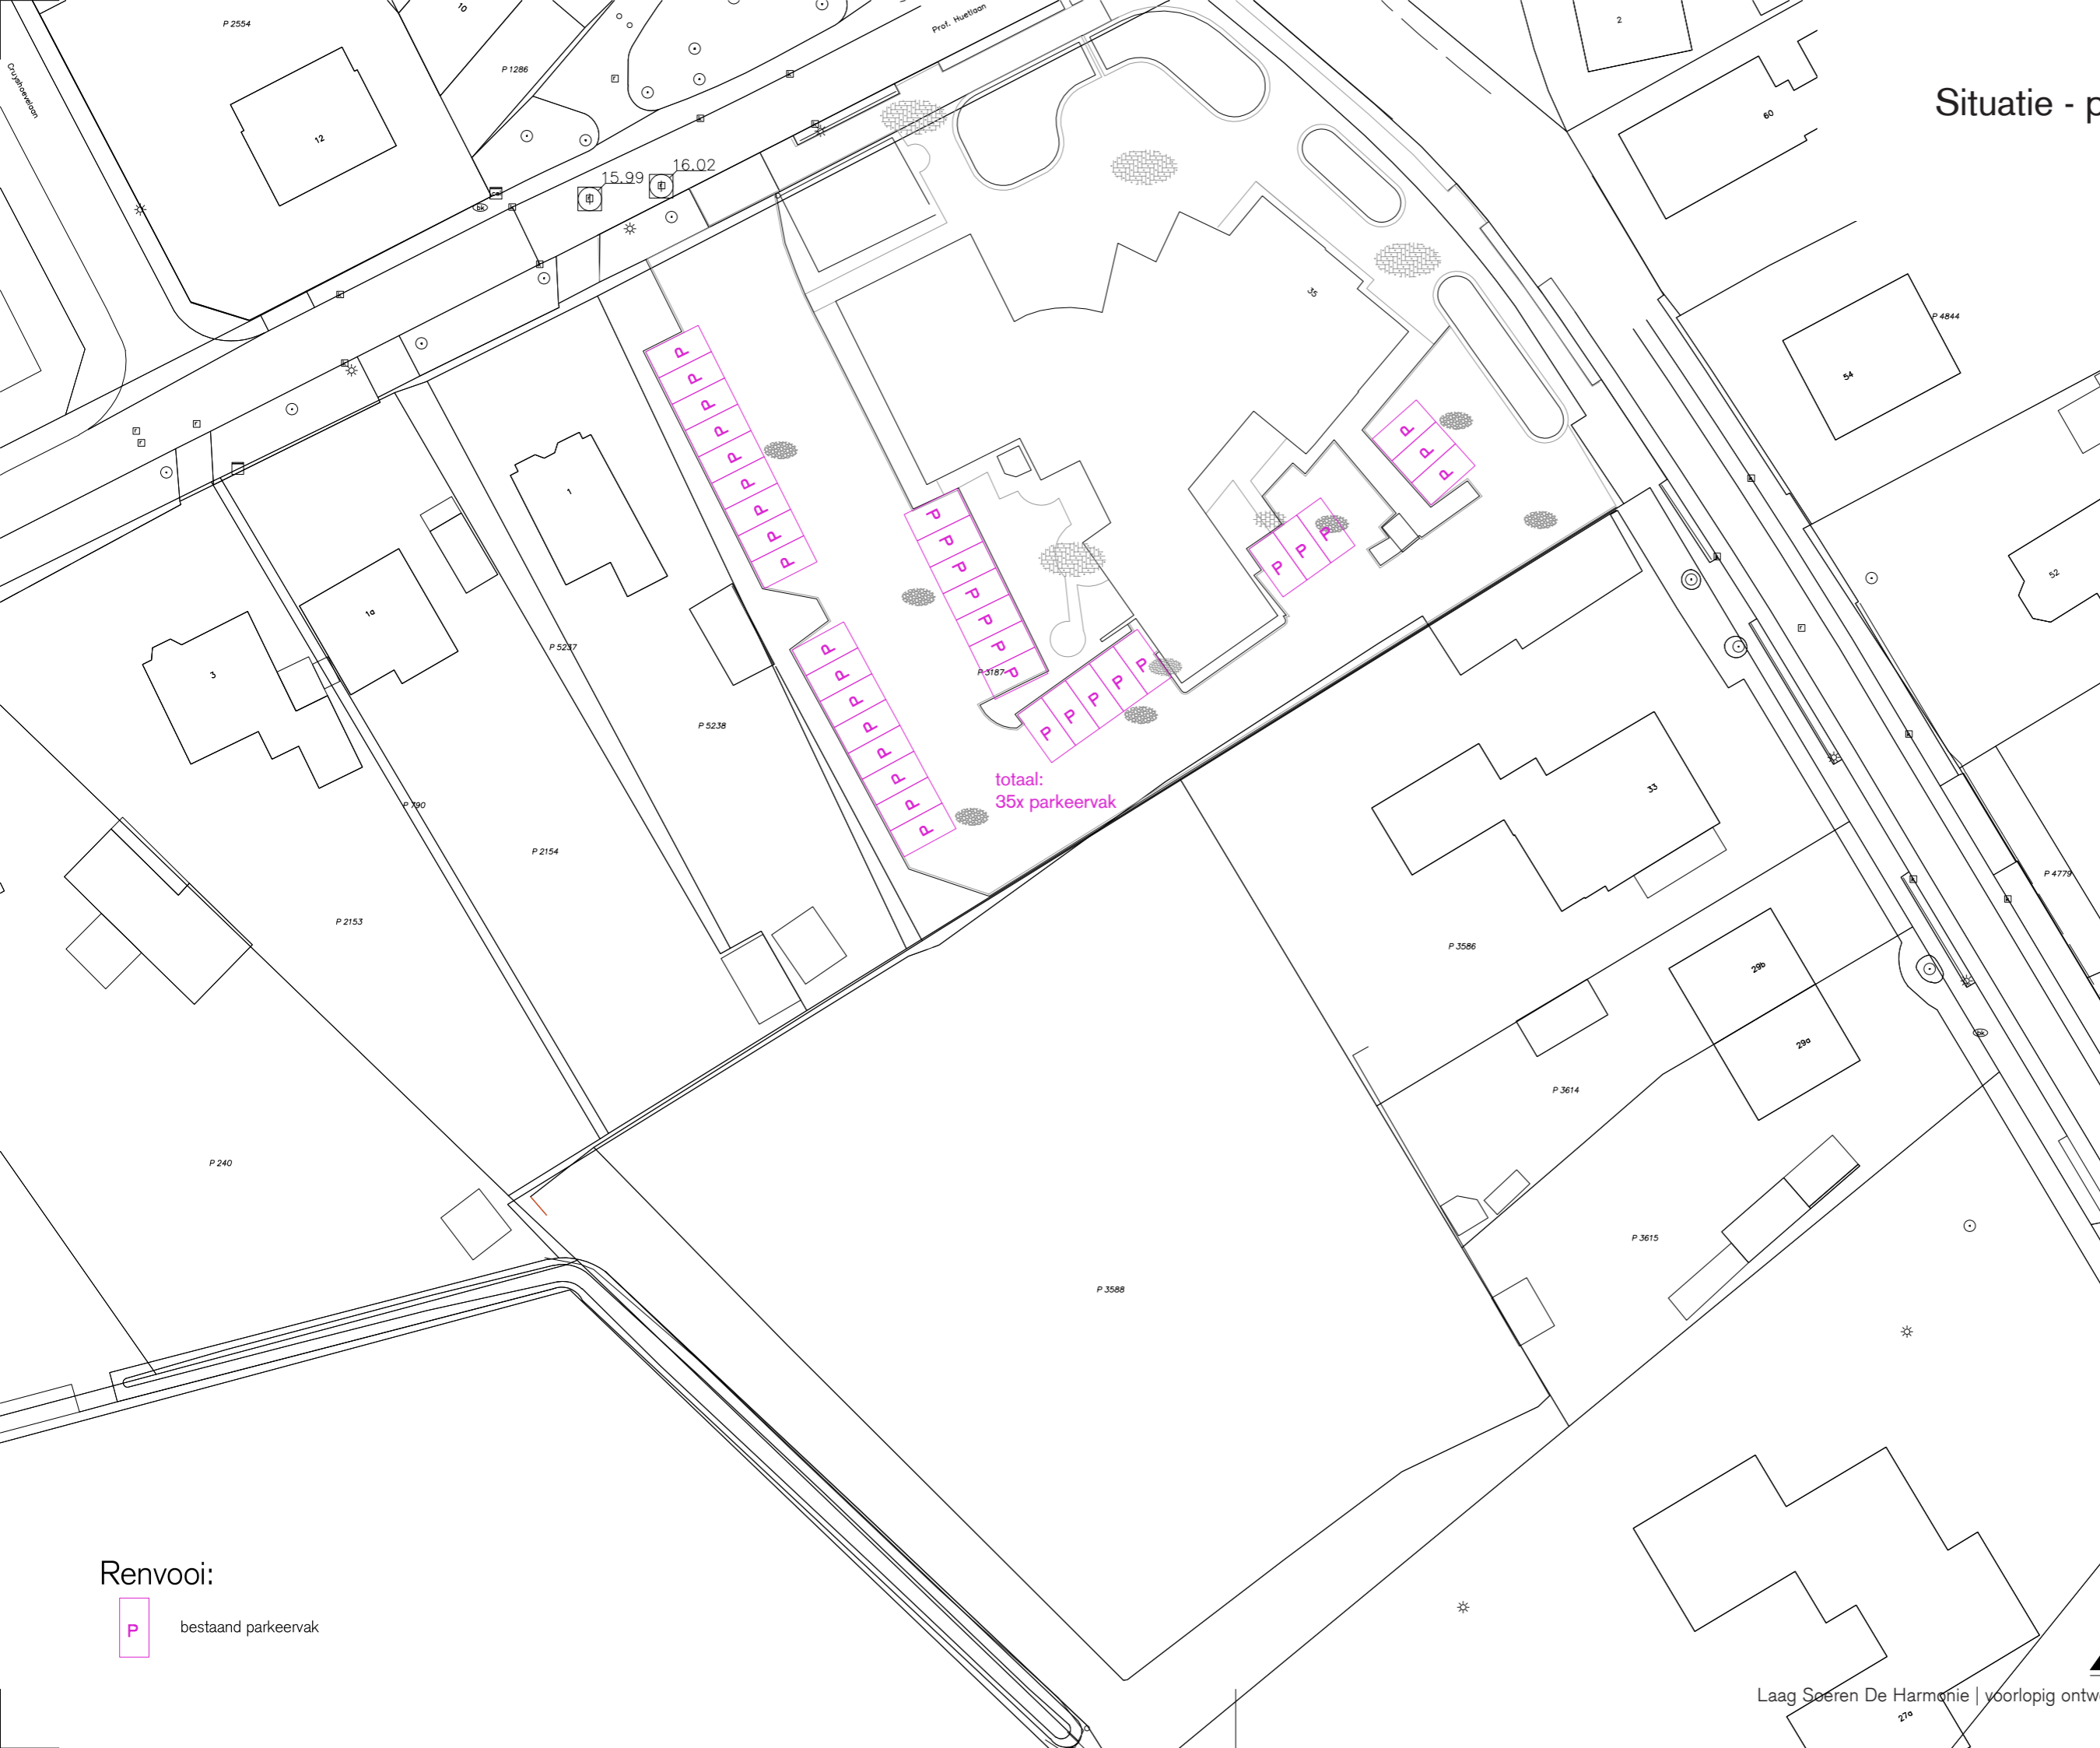 P 2554
10
Prof. Huetlaan
2
Cruyshoevelaan
P 1286
Situatie - p
60
12
15.99
16.02
35
P 4844
54
1
52
1a
3
P 5237
P 3187
P 5238
P P P P P P P P P
P P P P P P P P
P P P P P P P
P P P P P
P P P
P P P
totaal:
35x parkeervak
33
P 790
P 2154
P 2153
P 4779
P 3586
29b
29a
P 3614
P 240
P 3615
P 3588
Renvooi:
P
bestaand parkeervak
Laag Soeren De Harmonie | voorlopig ontw
27a